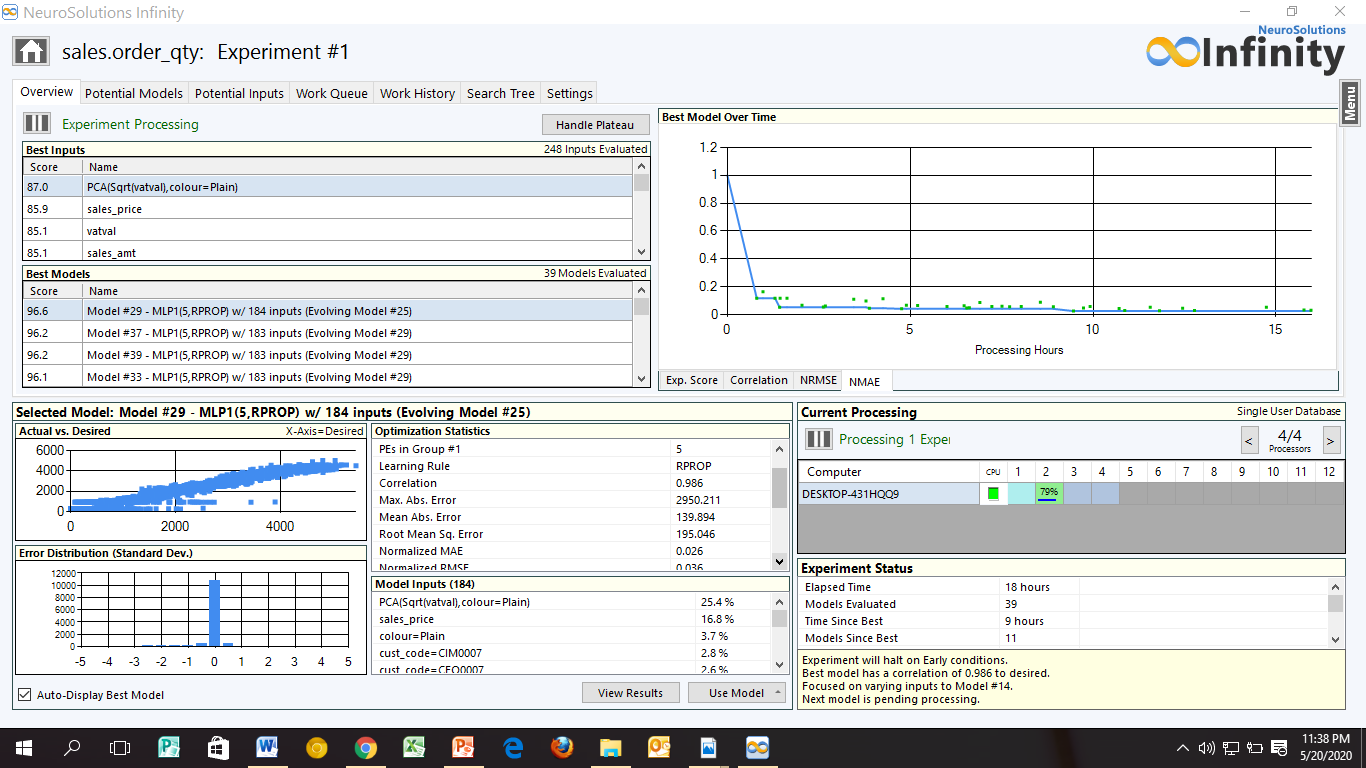 NeuroSolutions Infinity
sales.order_qty: Experiment #1
NeuroSolutions
Infinity
Menu
Overview Potential Models Potential Inputs Work Queue Work History Search Tree Settings
Experiment Processing Handle Plateau
Best Inputs 248 Inputs Evaluated
Score Name
87.0 PCA(Sqrt(vatval),colour=Plain)
85.9 sales_price
85.1 vatval
85.1 sales_amt
Best Models 39 Models Evaluated
Score Name
96.6 Model #29 - MLP1(5,RPROP) w/ 184 inputs (Evolving Model #25)
96.2 Model #37 - MLP1(5,RPROP) w/ 183 inputs (Evolving Model #29)
96.2 Model #39 - MLP1(5,RPROP) w/ 183 inputs (Evolving Model #29)
96.1 Model #33 - MLP1(5,RPROP) w/ 183 inputs (Evolving Model #29)
Best Model Over Time
1.2
1
0.8
0.6
0.4
0.2
0
0 5 10 15
Processing Hours
Exp. Score Correlation NRMSE NMAE
Selected Model: Model #29 - MLP1(5,RPROP) w/ 184 inputs (Evolving Model #25)
Actual vs. Desired X-Axis=Desired
6000
4000
2000
0
0 2000 4000
Error Distribution (Standard Dev.)
12000
10000
8000
6000
4000
2000
0
-5 -4 -3 -2 -1 0 1 2 3 4 5
Optimization Statistics
PEs in Group #1 5
Learning Rule RPROP
Correlation 0.986
Max. Abs. Error 2950.211
Mean Abs. Error 139.894
Root Mean Sq. Error 195.046
Normalized MAE 0.026
Normalized RMSE 0.036
Model Inputs (184)
PCA(Sqrt(vatval),colour=Plain) 25.4 %
sales_price 16.8 %
colour=Plain 3.7 %
cust_code=CIM0007 2.8 %
cust_code=CEO0007 2.6 %
Auto-Display Best Model View Results Use Model
Current Processing Single User Database
Processing 1 Exper < 4/4 >
Processors
Computer CPU 1 2 3 4 5 6 7 8 9 10 11 12
DESKTOP-431HQQ9 79%
Experiment Status
Elapsed Time 18 hours
Models Evaluated 39
Time Since Best 9 hours
Models Since Best 11
Experiment will halt on Early conditions.
Best model has a correlation of 0.986 to desired.
Focused on varying inputs to Model #14.
Next model is pending processing.
11:38 PM
5/20/2020